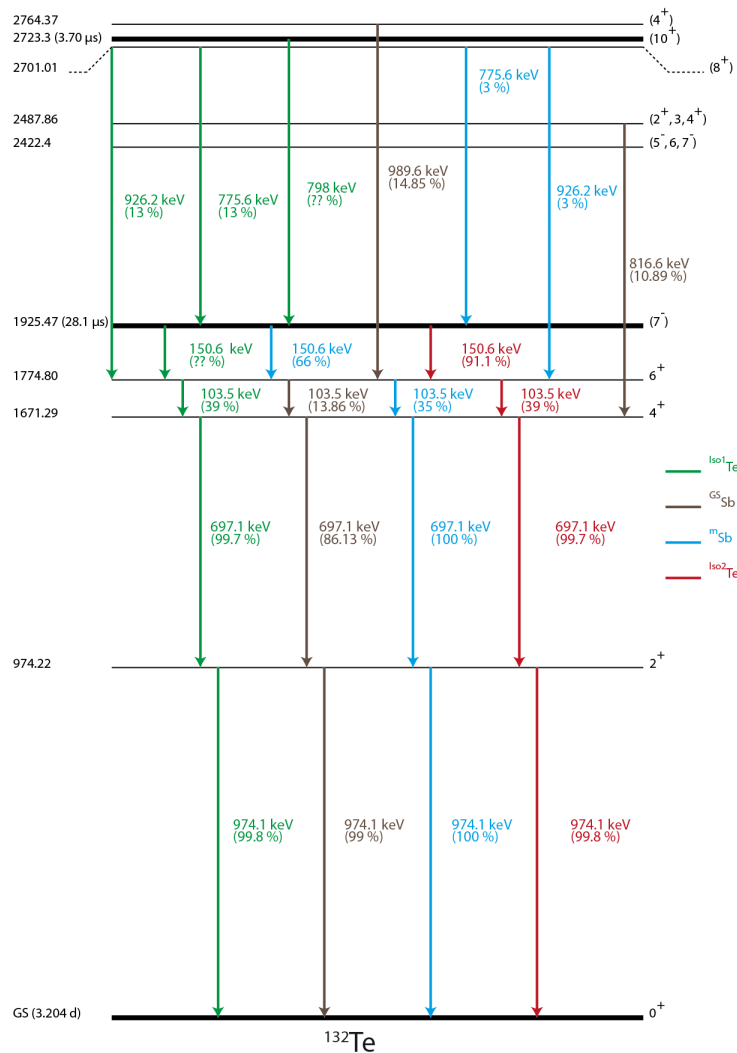 2764.37
(4+)
2723.3 (3.70 µs)
(10+)
2701.01
(8+)
775.6 keV
(3 %)
2487.86
(2+, 3, 4+)
2422.4
(5-, 6, 7-)
926.2 keV
(13 %)
775.6 keV
(13 %)
798 keV
(?? %)
989.6 keV
(14.85 %)
926.2 keV
(3 %)
816.6 keV
(10.89 %)
1925.47 (28.1 µs)
(7-)
150.6 keV
(?? %)
150.6 keV
(66 %)
150.6 keV
(91.1 %)
1774.80
6+
103.5 keV
(39 %)
103.5 keV
(13.86 %)
103.5 keV
(35 %)
103.5 keV
(39 %)
1671.29
4+
Iso1Te
GSSb
mSb
Iso2Te
697.1 keV
(99.7 %)
697.1 keV
(86.13 %)
697.1 keV
(100 %)
697.1 keV
(99.7 %)
974.22
2+
974.1 keV
(99.8 %)
974.1 keV
(99 %)
974.1 keV
(100 %)
974.1 keV
(99.8 %)
GS (3.204 d)
0+
132Te